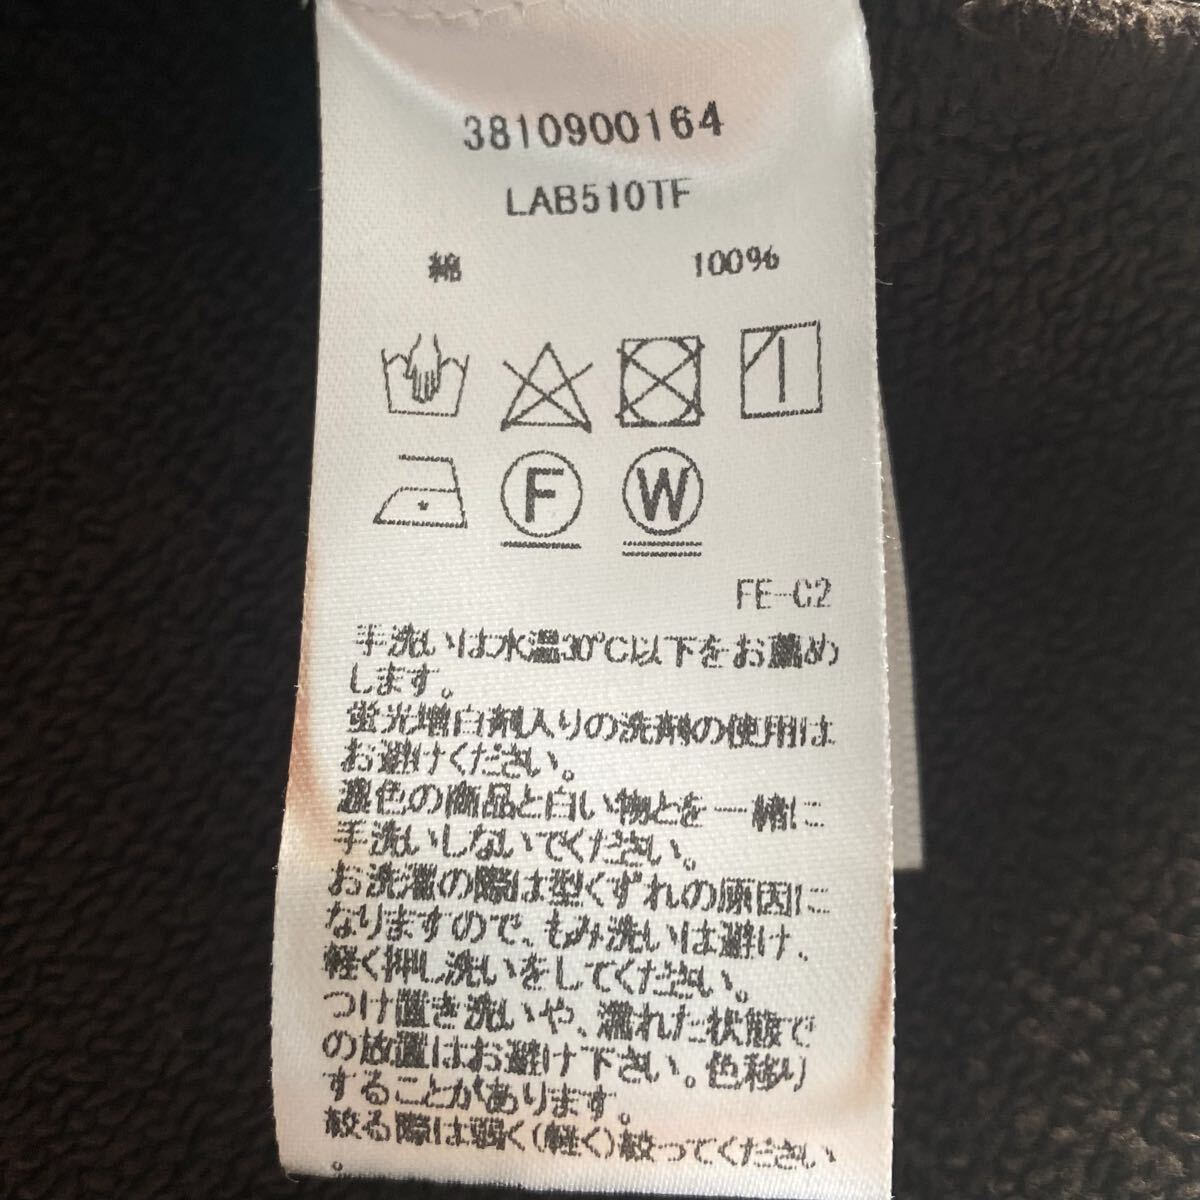 3810900164
LAB510TF
綿 100%
F W
FE-C2
手洗いは水温30℃以下をお薦め
します。
蛍光増白剤入りの洗剤の使用は
お避けください。
濃色の商品と白い物とを一緒に
手洗いしないでください。
お洗濯の際は型くずれの原因に
なりますので、もみ洗いは避け、
軽く押し洗いをしてください。
つけ置き洗いや、濡れた状態で
の放置はお避け下さい。色移り
することがあります。
絞る際は弱く(軽く)絞ってください
。